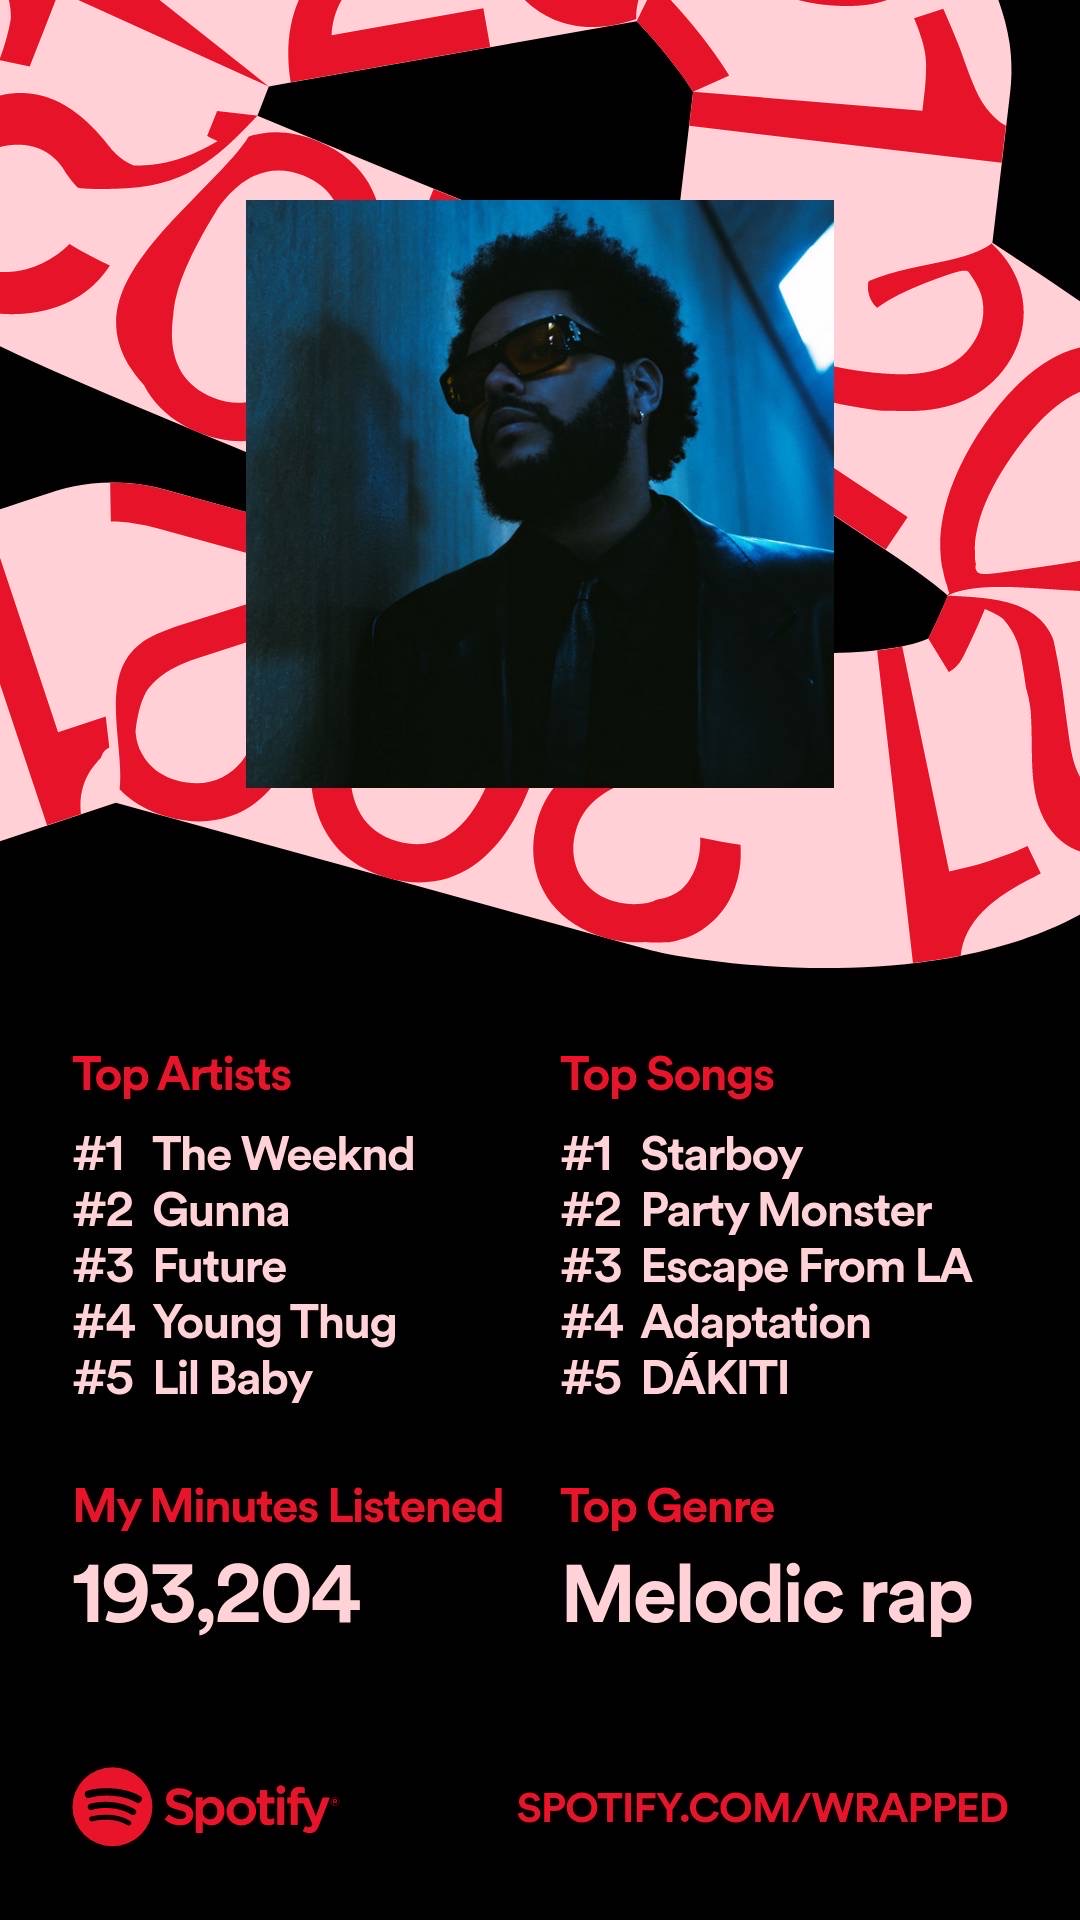 Top Artists
#1 The Weeknd
#2 Gunna
#3 Future
#4 Young Thug
#5 Lil Baby
Top Songs
#1 Starboy
#2 Party Monster
#3 Escape From LA
#4 Adaptation
#5 DÁKITI
My Minutes Listened
193,204
Top Genre
Melodic rap
Spotify®
SPOTIFY.COM/WRAPPED